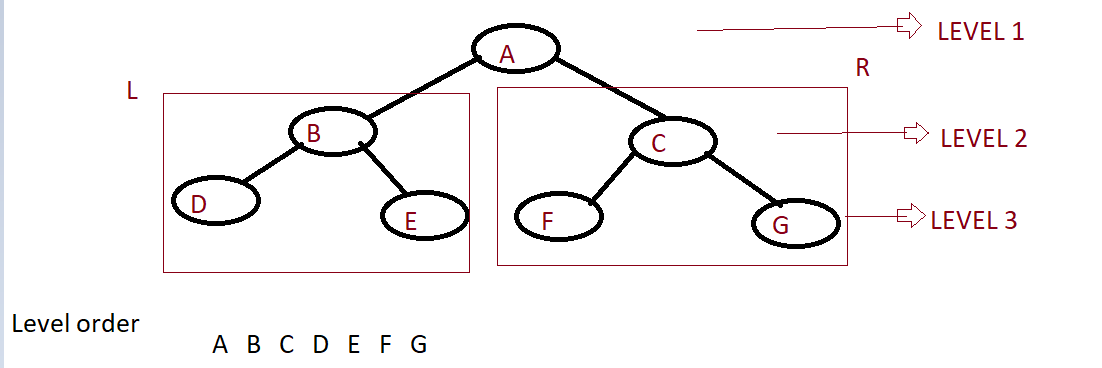 A
LEVEL 1
L
R
B
C
LEVEL 2
D
E
F
G
LEVEL 3
Level order
A B C D E F G